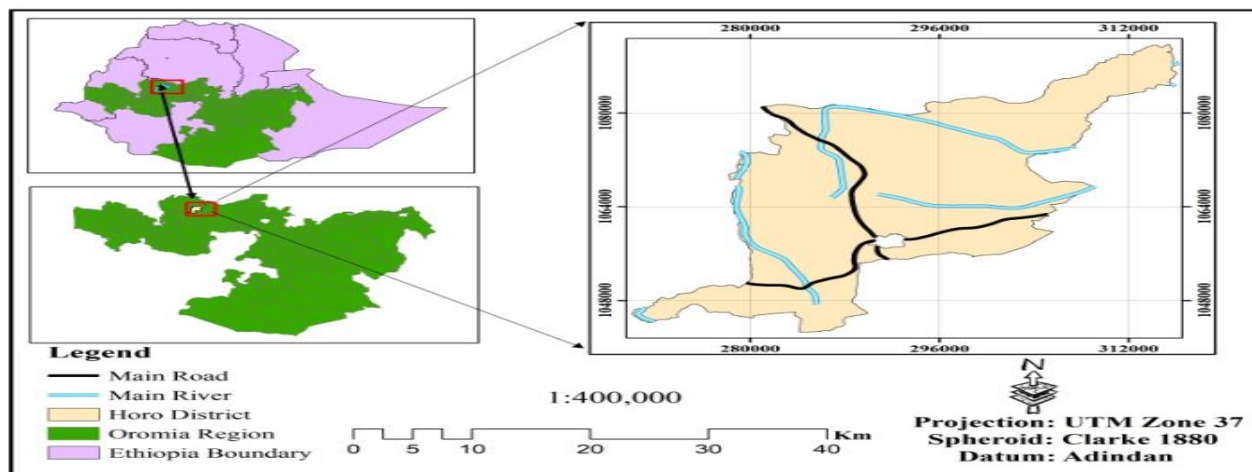 280000 296000 312000
1080000 1080000
1064000 1064000
1048000 1048000
280000 296000 312000
Legend
Main Road
Main River
Horo District
Oromia Region
Ethiopia Boundary
1:400,000
Km
0 5 10 20 30 40
N
Projection: UTM Zone 37
Spheroid: Clarke 1880
Datum: Adindan